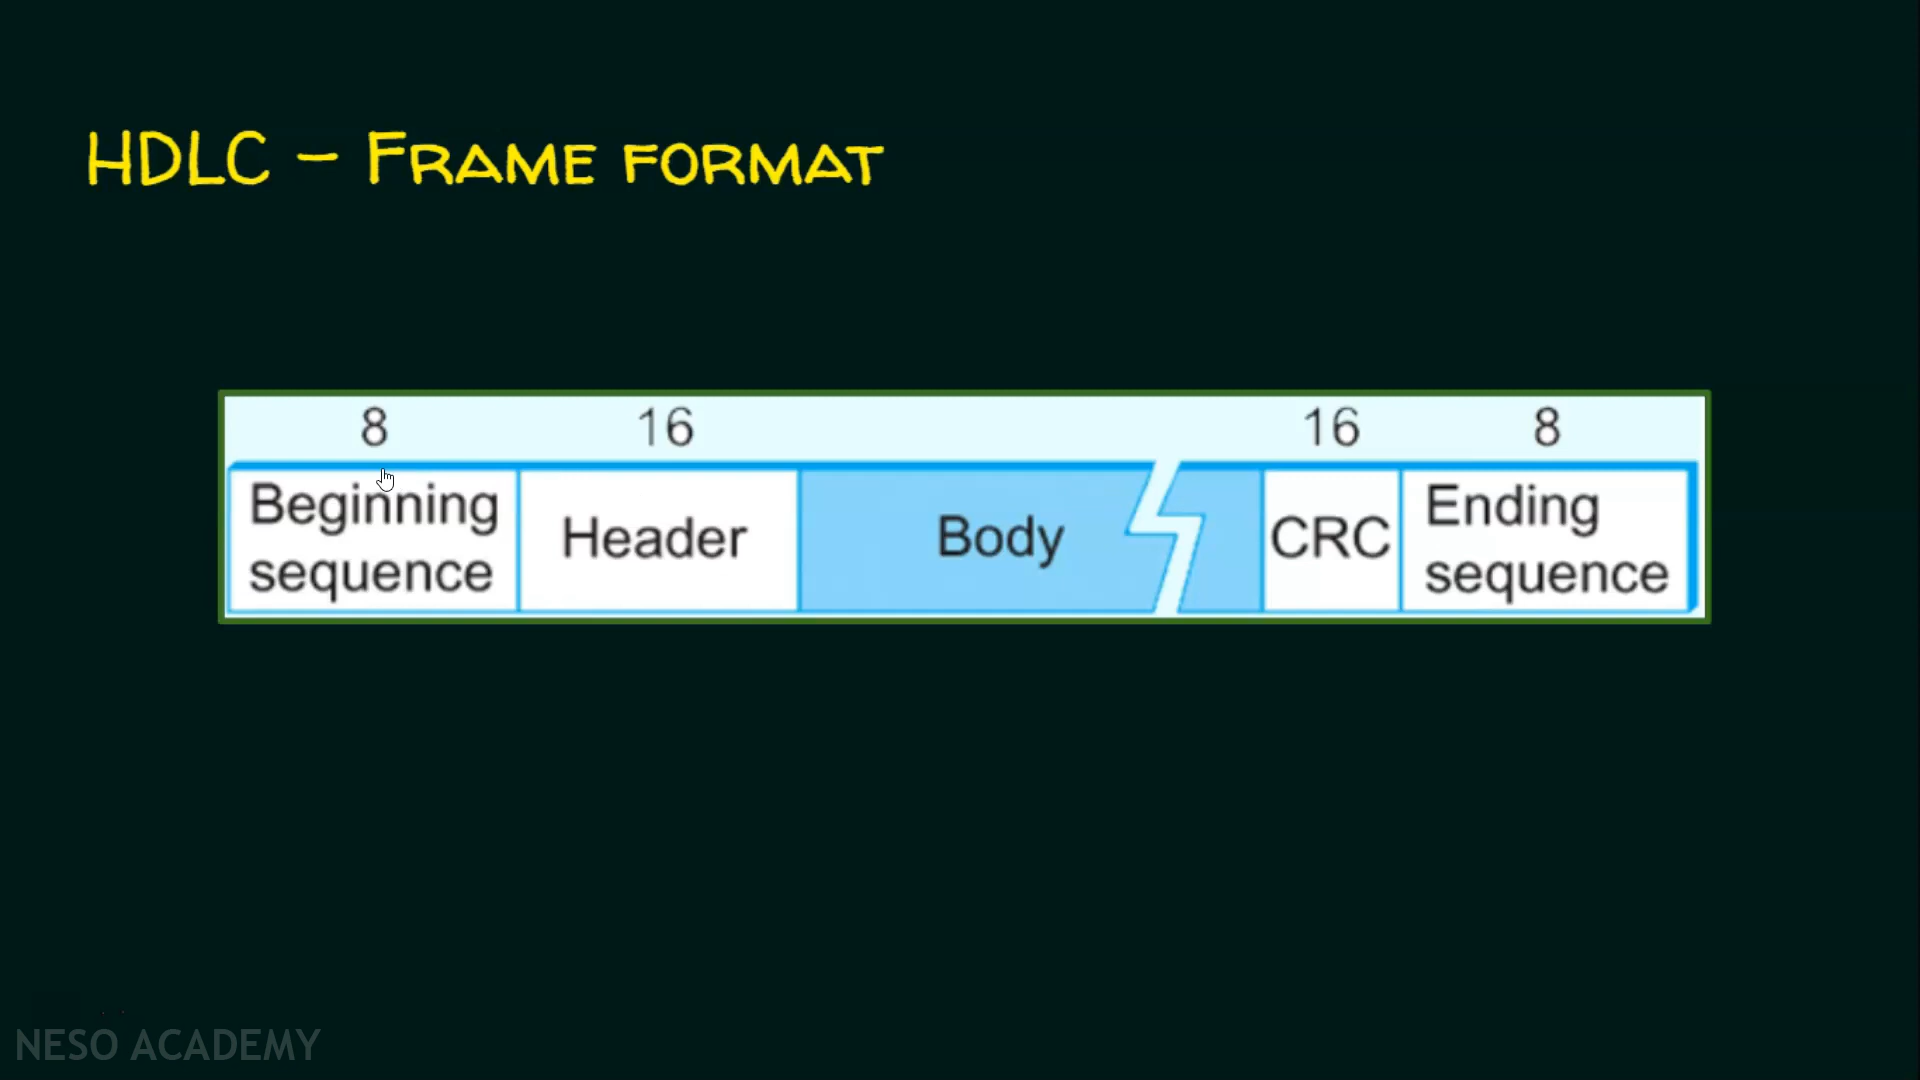 HDLC – FRAME FORMAT
8 16 16 8
Beginning sequence Header Body CRC Ending sequence
NESO ACADEMY